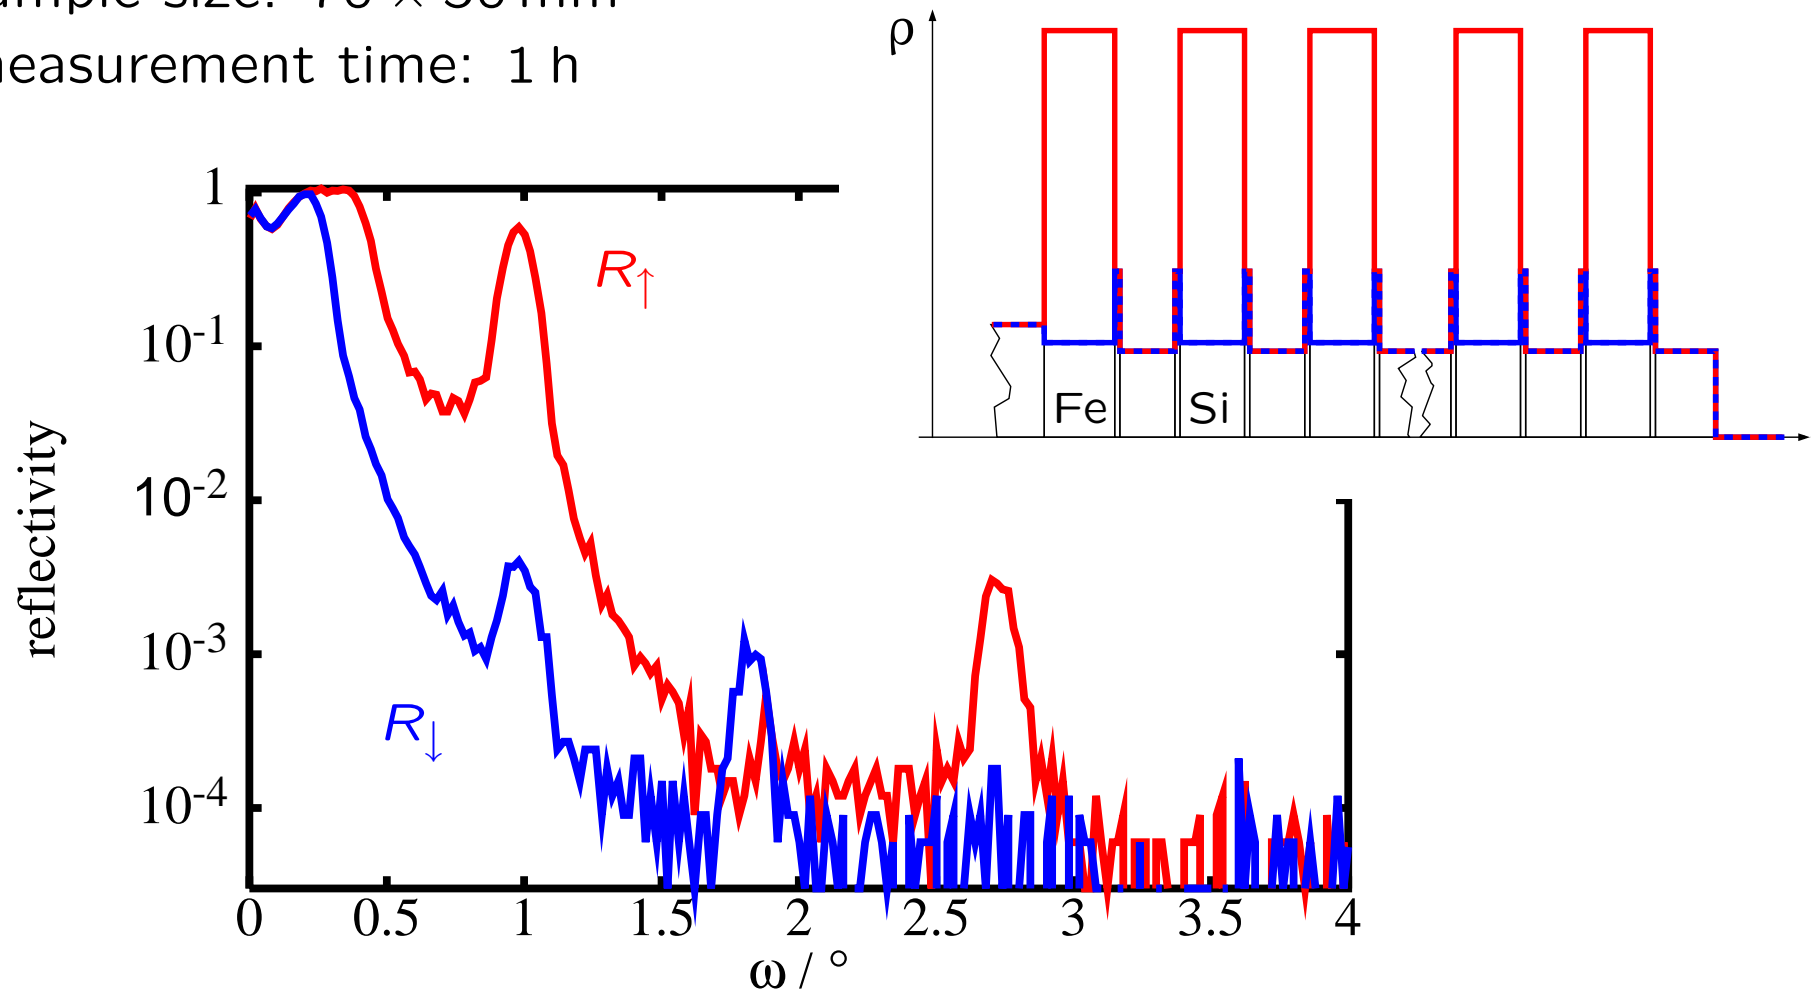 size:
measurement time: 1 h
ρ
Fe
Si
1
10-1
10-2
10-3
10-4
reflectivity
R↑
R↓
0 0.5 1 1.5 2 2.5 3 3.5 4
ω / °